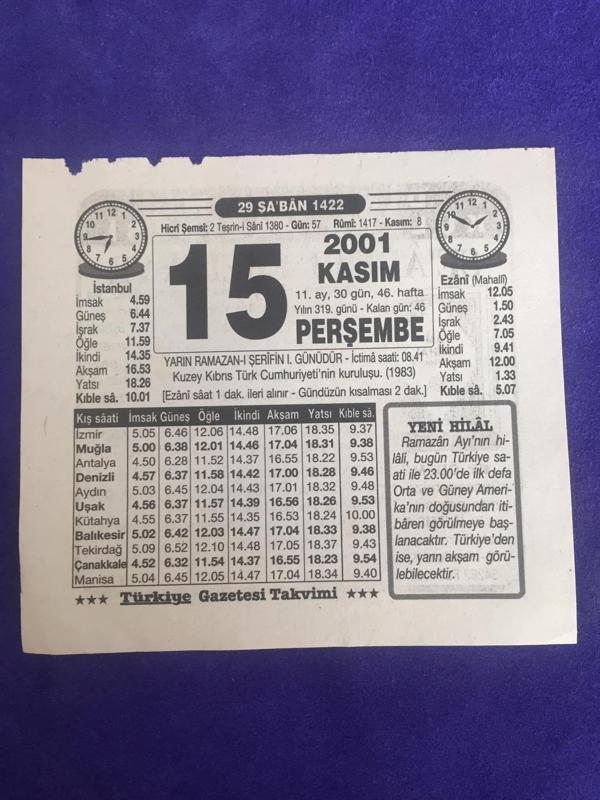 29 ŞA'BÂN 1422
Hicrî Şemsî: 2 Teşrin-i Sânî 1380 - Gün: 57 Rûmî: 1417 - Kasım: 8
15
2001
KASIM
11. ay, 30 gün, 46. hafta
Yılın 319. günü - Kalan gün: 46
PERŞEMBE
İstanbul
İmsak 4.59
Güneş 6.44
İşrak 7.37
Öğle 11.59
İkindi 14.35
Akşam 16.53
Yatsı 18.26
Kıble sâ. 10.01
Ezânî (Mahallî)
İmsak 12.05
Güneş 1.50
İşrak 2.43
Öğle 7.05
İkindi 9.41
Akşam 12.00
Yatsı 1.33
Kıble sâ. 5.07
YARIN RAMAZAN-I ŞERÎFİN I. GÜNÜDÜR - İctimâ saati: 08.41
Kuzey Kıbrıs Türk Cumhuriyeti'nin kuruluşu. (1983)
[Ezânî sâat 1 dak. ileri alınır - Gündüzün kısalması 2 dak.]
Kış sâati İmsak Güneş Öğle İkindi Akşam Yatsı Kıble sâ.
İzmir 5.05 6.46 12.06 14.48 17.06 18.35 9.37
Muğla 5.00 6.38 12.01 14.46 17.04 18.31 9.38
Antalya 4.50 6.28 11.52 14.37 16.55 18.22 9.53
Denizli 4.57 6.37 11.58 14.42 17.00 18.28 9.46
Aydın 5.03 6.45 12.04 14.43 17.01 18.32 9.48
Uşak 4.56 6.37 11.57 14.39 16.56 18.26 9.53
Kütahya 4.55 6.37 11.55 14.35 16.53 18.24 10.00
Balıkesir 5.02 6.42 12.03 14.47 17.04 18.33 9.38
Tekirdağ 5.09 6.52 12.10 14.48 17.05 18.37 9.43
Çanakkale 4.52 6.32 11.54 14.37 16.55 18.23 9.54
Manisa 5.04 6.45 12.05 14.47 17.04 18.34 9.40
★★★ Türkiye Gazetesi Takvimi ★★★
YENİ HİLÂL
Ramazân Ayı'nın hi-
lâli, bugün Türkiye sa-
ati ile 23.00'de ilk defa
Orta ve Güney Ameri-
ka'nın doğusundan iti-
bâren görülmeye baş-
lanacaktır. Türkiye'den
ise, yarın akşam görü-
lebilecektir.